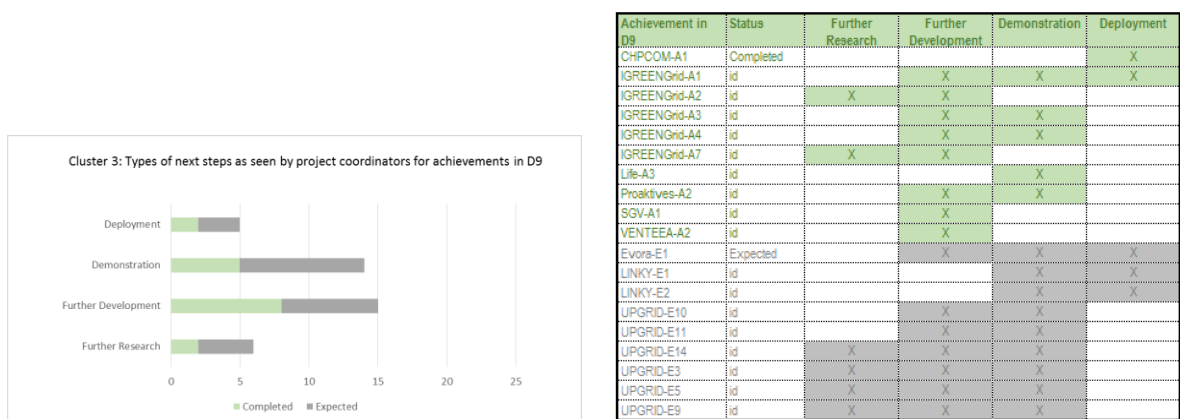 Cluster 3: Types of next steps as seen by project coordinators for achievements in D9
Deployment
Demonstration
Further Development
Further Research
0 5 10 15 20 25
Completed Expected
Achievement in D9 Status Further Research Further Development Demonstration Deployment
CHPCOM-A1 Completed X
IGREENGrid-A1 id X X X
IGREENGrid-A2 id X X
IGREENGrid-A3 id X X
IGREENGrid-A4 id X X
IGREENGrid-A7 id X X
Life-A3 id X
Proaktives-A2 id X X
SGV-A1 id X
VENTEEA-A2 id X
Evora-E1 Expected X X X
LINKY-E1 id X X
LINKY-E2 id X X
UPGRID-E10 id X X
UPGRID-E11 id X X
UPGRID-E14 id X X X
UPGRID-E3 id X X X
UPGRID-E5 id X X X
UPGRID-E9 id X X X